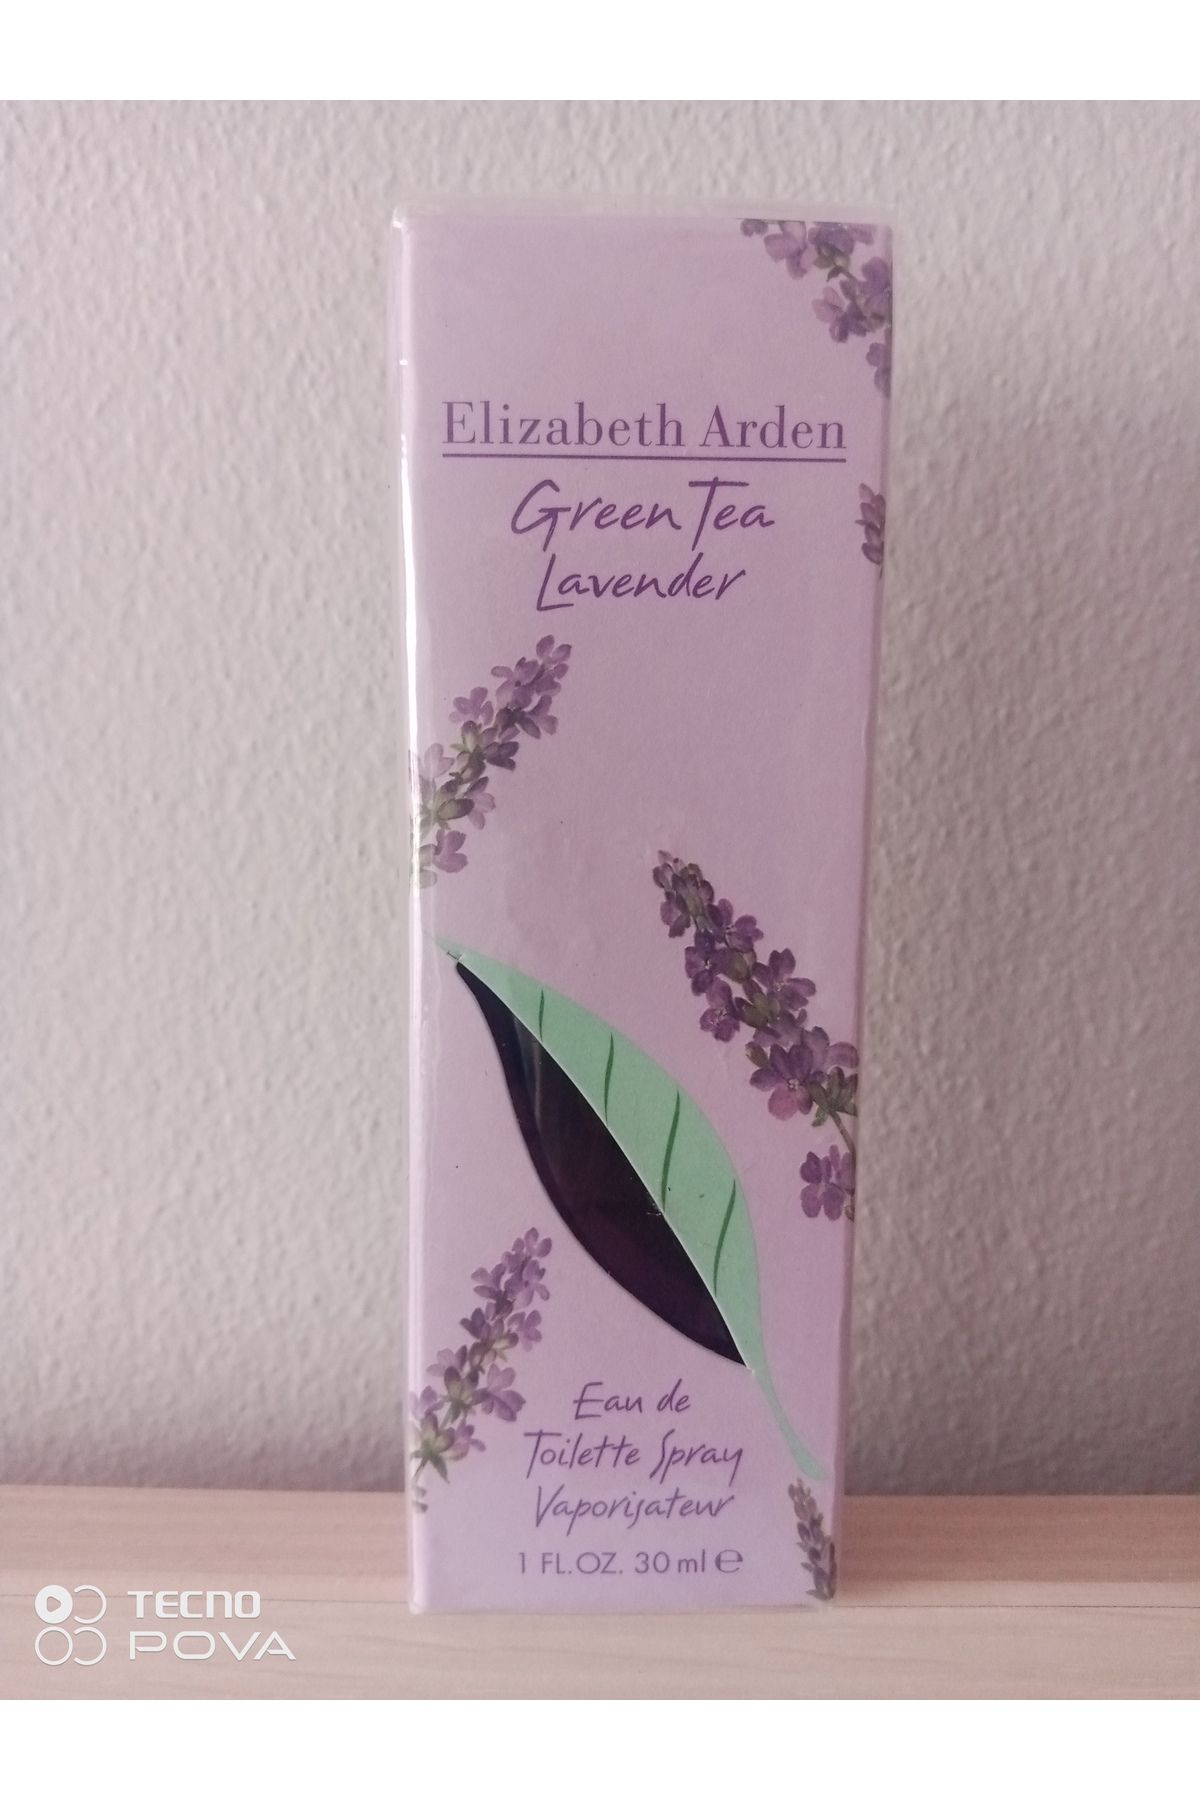 Elizabeth Arden
Green Tea
Lavender
Eau de
Toilette Spray
Vaporisateur
1 FL.OZ. 30 ml ℮
TECNO
POVA